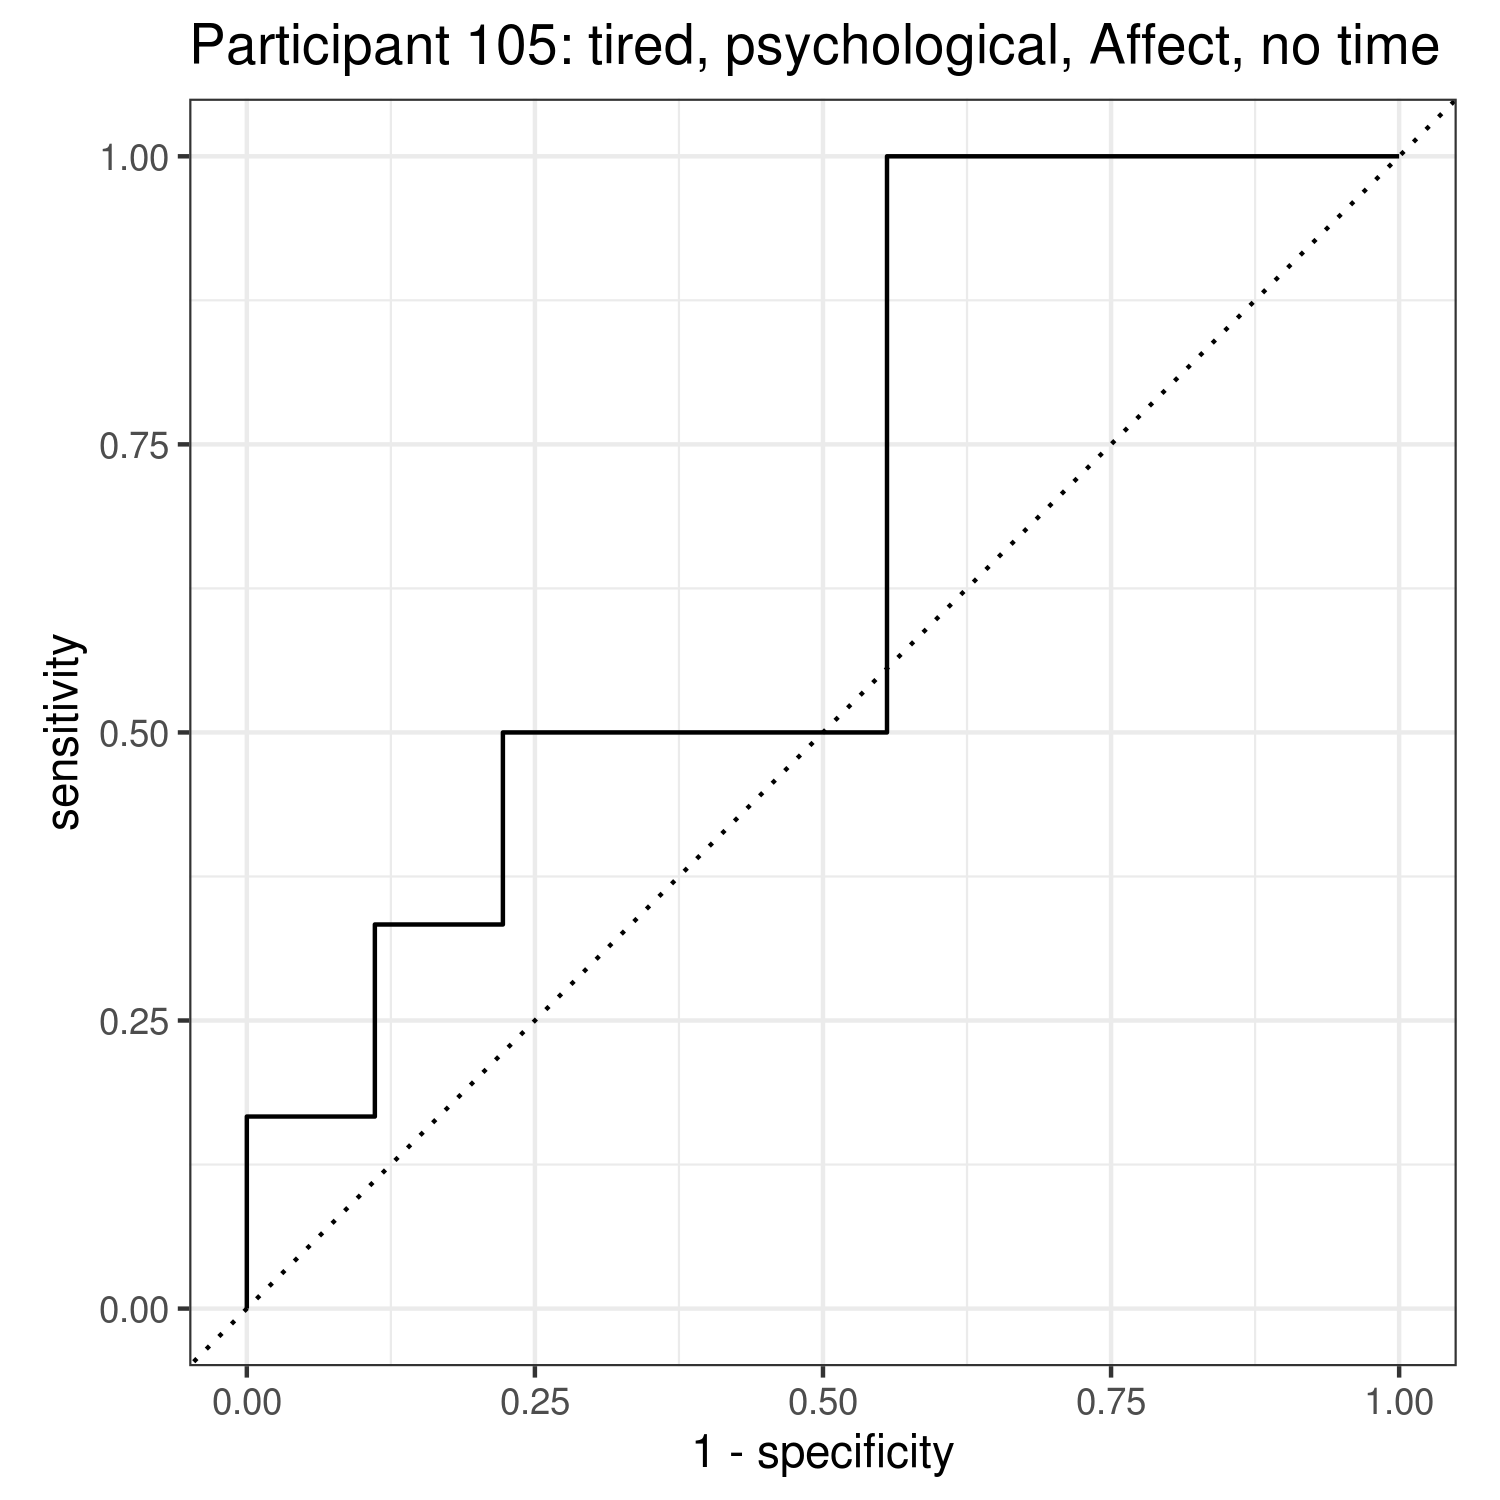 Participant 105: tired, psychological, Affect, no time
1.00
0.75
0.50
0.25
0.00
sensitivity
0.00 0.25 0.50 0.75 1.00
1 - specificity